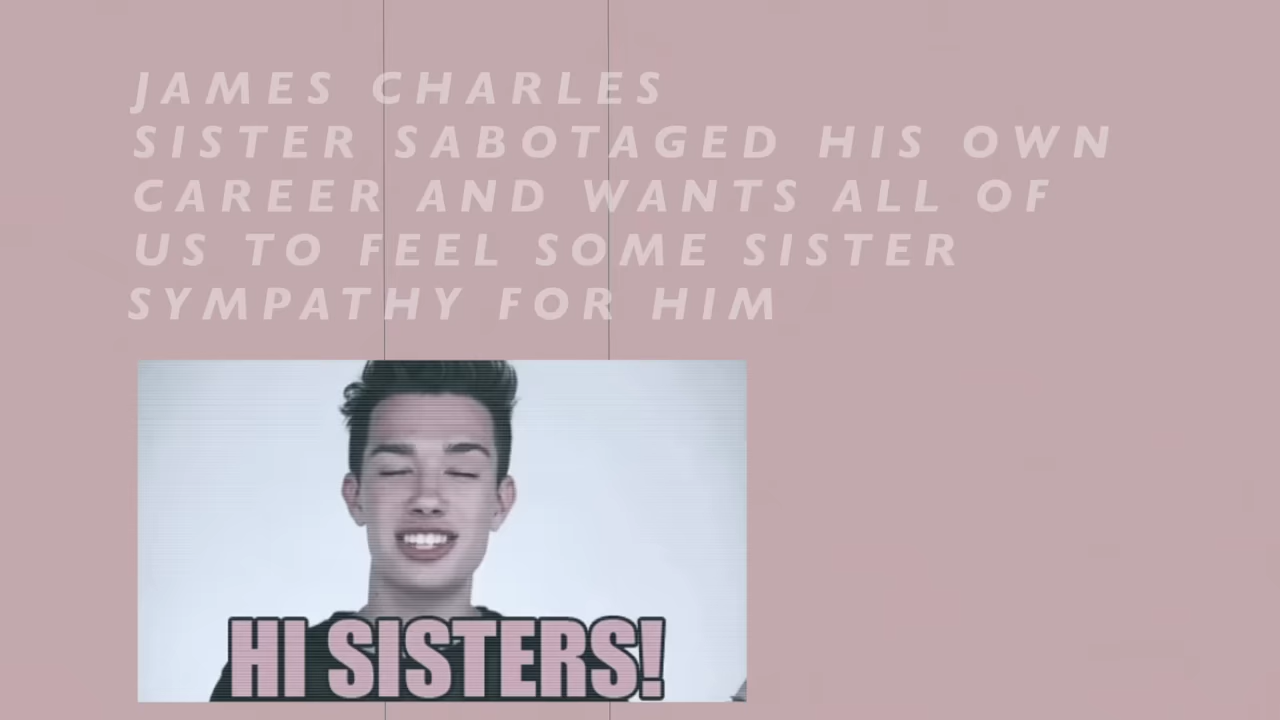 JAMES CHARLES
SISTER SABOTAGED HIS OWN
CAREER AND WANTS ALL OF
US TO FEEL SOME SISTER
SYMPATHY FOR HIM
HI SISTERS!